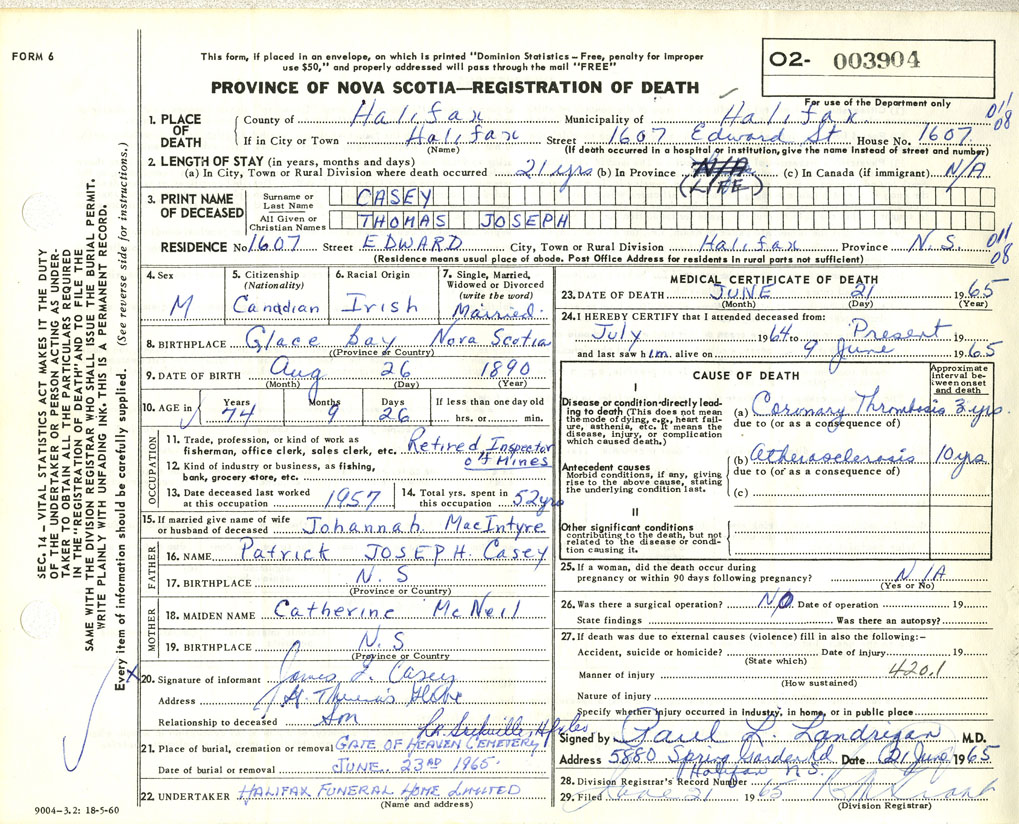 FORM 6
This form, if placed in an envelope, on which is printed "Dominion Statistics – Free, penalty for improper
use $50," and properly addressed will pass through the mail "FREE"
O2- 003904
PROVINCE OF NOVA SCOTIA—REGISTRATION OF DEATH
For use of the Department only
011
08
1. PLACE OF DEATH
County of Halifax Municipality of Halifax
If in City or Town Halifax Street 1607 Edward St House No. 1607
(Name) (If death occurred in a hospital or institution, give the name instead of street and number)
2. LENGTH OF STAY (in years, months and days)
(a) In City, Town or Rural Division where death occurred 21 yrs (b) In Province N/A (LIFE) (c) In Canada (if immigrant) N/A
3. PRINT NAME OF DECEASED
Surname or Last Name CASEY
All Given or Christian Names THOMAS JOSEPH
RESIDENCE No. 1607 Street EDWARD City, Town or Rural Division Halifax Province N.S.
011
08
(Residence means usual place of abode. Post Office Address for residents in rural parts not sufficient)
4. Sex M
5. Citizenship (Nationality) Canadian
6. Racial Origin Irish
7. Single, Married, Widowed or Divorced (write the word) Married.
8. BIRTHPLACE Glace Bay Nova Scotia
(Province or Country)
9. DATE OF BIRTH Aug 26 1890
(Month) (Day) (Year)
10. AGE in Years 74 Months 9 Days 26 If less than one day old hrs. or min.
OCCUPATION
11. Trade, profession, or kind of work as fisherman, office clerk, sales clerk, etc. Retired Inspector
12. Kind of industry or business, as fishing, bank, grocery store, etc. of Mines
13. Date deceased last worked at this occupation 1957
14. Total yrs. spent in this occupation 52 yrs
15. If married give name of wife or husband of deceased Johannah MacIntyre
FATHER
16. NAME Patrick JOSEPH Casey
17. BIRTHPLACE N.S
(Province or Country)
MOTHER
18. MAIDEN NAME Catherine McNeil
19. BIRTHPLACE N.S
(Province or Country)
X
20. Signature of informant James J. Casey
Address St. Theresa's Glebe
Relationship to deceased Son
21. Place of burial, cremation or removal GATE OF HEAVEN CEMETERY Lr. Sackville, Hfx
Date of burial or removal JUNE 23RD 1965
22. UNDERTAKER HALIFAX FUNERAL HOME LIMITED
(Name and address)
MEDICAL CERTIFICATE OF DEATH
23. DATE OF DEATH JUNE 21 1965
(Month) (Day) (Year)
24. I HEREBY CERTIFY that I attended deceased from:
July 1964 to Present 19
and last saw him alive on 9 June 1965
CAUSE OF DEATH
Approximate interval between onset and death
I
Disease or condition directly leading to death (This does not mean the mode of dying, e.g., heart failure, asthenia, etc. It means the disease, injury, or complication which caused death.)
(a) Coronary Thrombosis 3 yrs.
due to (or as a consequence of)
Antecedent causes
Morbid conditions, if any, giving rise to the above cause, stating the underlying condition last.
(b) Atherosclerosis 10 yrs
due to (or as a consequence of)
(c)
II
Other significant conditions
contributing to the death, but not related to the disease or condition causing it.
25. If a woman, did the death occur during
pregnancy or within 90 days following pregnancy? N/A
(Yes or No)
26. Was there a surgical operation? NO Date of operation 19
State findings Was there an autopsy?
27. If death was due to external causes (violence) fill in also the following:—
Accident, suicide or homicide? Date of injury 19
(State which)
Manner of injury 420.1
(How sustained)
Nature of injury
Specify whether injury occurred in industry, in home, or in public place
Signed by Paul L. Landrigan M.D.
Address 5880 Spring Garden Rd Date 21 June 1965
Halifax N.S.
28. Division Registrar's Record Number
29. Filed June 21 1965
(Division Registrar)
SEC. 14 – VITAL STATISTICS ACT MAKES IT THE DUTY
OF THE UNDERTAKER OR PERSON ACTING AS UNDER-
TAKER TO OBTAIN ALL THE PARTICULARS REQUIRED
IN THE "REGISTRATION OF DEATH" AND TO FILE THE
SAME WITH THE DIVISION REGISTRAR WHO SHALL ISSUE THE BURIAL PERMIT.
WRITE PLAINLY WITH UNFADING INK. THIS IS A PERMANENT RECORD.
Every item of information should be carefully supplied. (See reverse side for instructions.)
9004–3.2: 18-5-60